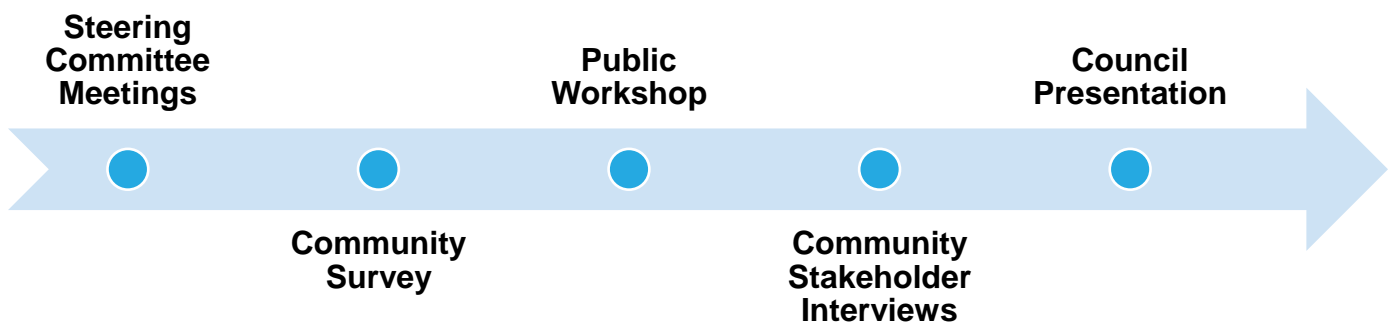 Steering
Committee
Meetings
Community
Survey
Public
Workshop
Community
Stakeholder
Interviews
Council
Presentation